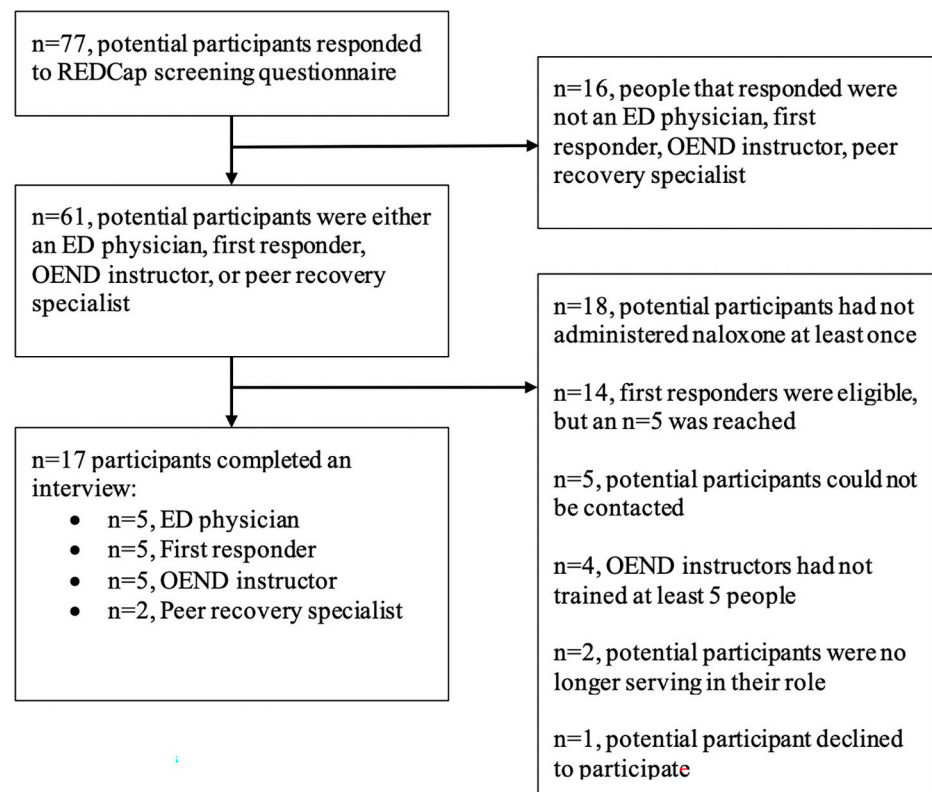 n=77, potential participants responded
to REDCap screening questionnaire
n=16, people that responded were
not an ED physician, first
responder, OEND instructor, peer
recovery specialist
n=61, potential participants were either
an ED physician, first responder,
OEND instructor, or peer recovery
specialist
n=18, potential participants had not
administered naloxone at least once
n=14, first responders were eligible,
but an n=5 was reached
n=5, potential participants could not
be contacted
n=4, OEND instructors had not
trained at least 5 people
n=2, potential participants were no
longer serving in their role
n=1, potential participant declined
to participate
n=17 participants completed an
interview:
• n=5, ED physician
• n=5, First responder
• n=5, OEND instructor
• n=2, Peer recovery specialist